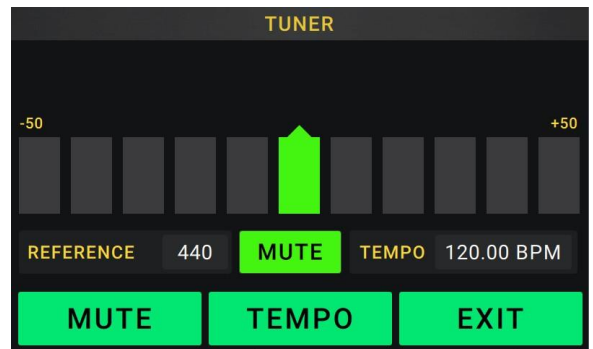 TUNER
-50 +50
REFERENCE 440 MUTE TEMPO 120.00 BPM
MUTE TEMPO EXIT